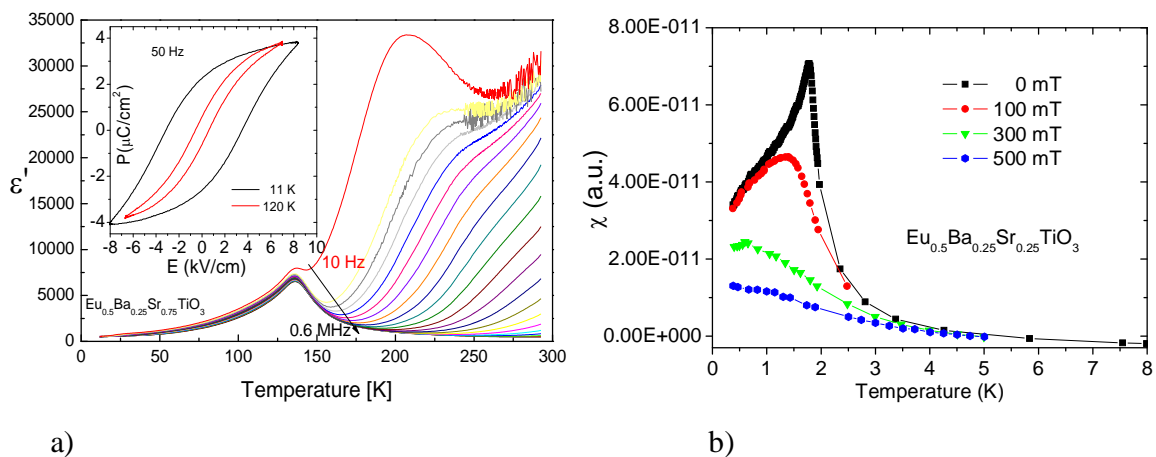 35000
30000
25000
20000
15000
10000
5000
0
ε'
0 50 100 150 200 250 300
Temperature [K]
Eu0.5Ba0.25Sr0.75TiO3
10 Hz
0.6 MHz
50 Hz
4
2
0
-2
-4
P(μC/cm2)
-8 -6 -4 -2 0 2 4 6 8 10
E (kV/cm)
11 K
120 K
a)
8.00E-011
6.00E-011
4.00E-011
2.00E-011
0.00E+000
χ (a.u.)
0 1 2 3 4 5 6 7 8
Temperature (K)
0 mT
100 mT
300 mT
500 mT
Eu0.5Ba0.25Sr0.25TiO3
b)